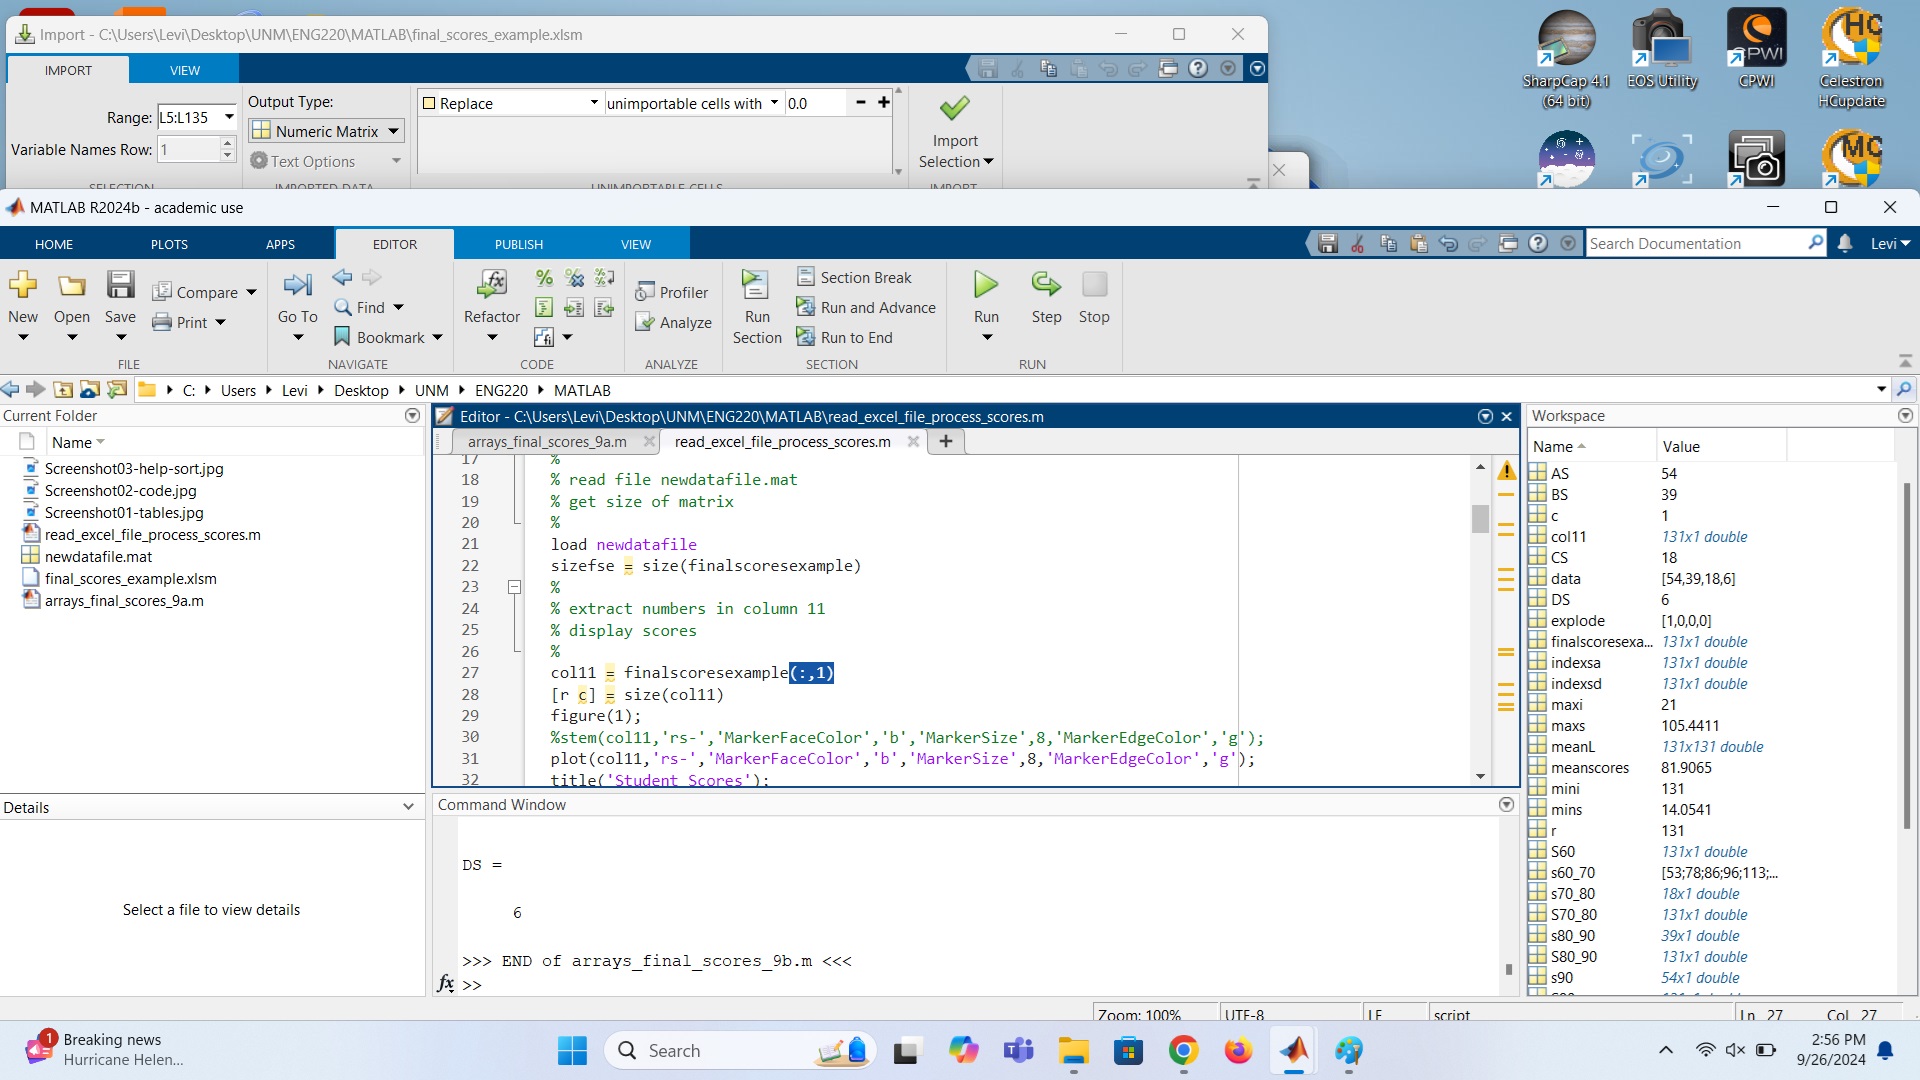 Import - C:\Users\Levi\Desktop\UNM\ENG220\MATLAB\final_scores_example.xlsm
SharpCap 4.1
(64 bit)
EOS Utility
CPWI
CPWI
HC
Celestron
HCupdate
MC
IMPORT
VIEW
Range: L5:L135
Variable Names Row: 1
SELECTION
Output Type:
Numeric Matrix
Text Options
IMPORTED DATA
Replace
unimportable cells with
0.0
UNIMPORTABLE CELLS
Import
Selection
IMPORT
MATLAB R2024b - academic use
HOME
PLOTS
APPS
EDITOR
PUBLISH
VIEW
Search Documentation
Levi
New
Open
Save
Compare
Print
FILE
Go To
Find
Bookmark
NAVIGATE
Refactor
CODE
Profiler
Analyze
ANALYZE
Run
Section
Section Break
Run and Advance
Run to End
SECTION
Run
Step
Stop
RUN
C: Users Levi Desktop UNM ENG220 MATLAB
Current Folder
Name
Screenshot03-help-sort.jpg
Screenshot02-code.jpg
Screenshot01-tables.jpg
read_excel_file_process_scores.m
newdatafile.mat
final_scores_example.xlsm
arrays_final_scores_9a.m
Details
Select a file to view details
Editor - C:\Users\Levi\Desktop\UNM\ENG220\MATLAB\read_excel_file_process_scores.m
arrays_final_scores_9a.m
read_excel_file_process_scores.m
17 %
18 % read file newdatafile.mat
19 % get size of matrix
20 %
21 load newdatafile
22 sizefse = size(finalscoresexample)
23 %
24 % extract numbers in column 11
25 % display scores
26 %
27 col11 = finalscoresexample(:,1)
28 [r c] = size(col11)
29 figure(1);
30 %stem(col11,'rs-','MarkerFaceColor','b','MarkerSize',8,'MarkerEdgeColor','g');
31 plot(col11,'rs-','MarkerFaceColor','b','MarkerSize',8,'MarkerEdgeColor','g');
32 title('Student Scores');
Command Window
DS =
6
>>> END of arrays_final_scores_9b.m <<<
fx >>
Workspace
Name Value
AS 54
BS 39
c 1
col11 131x1 double
CS 18
data [54,39,18,6]
DS 6
explode [1,0,0,0]
finalscoresexa... 131x1 double
indexsa 131x1 double
indexsd 131x1 double
maxi 21
maxs 105.4411
meanL 131x131 double
meanscores 81.9065
mini 131
mins 14.0541
r 131
S60 131x1 double
s60_70 [53;78;86;96;113;...
s70_80 18x1 double
S70_80 131x1 double
s80_90 39x1 double
S80_90 131x1 double
s90 54x1 double
Zoom: 100%
UTF-8
LF
script
Ln 27 Col 27
1
Breaking news
Hurricane Helen...
Search
2:56 PM
9/26/2024